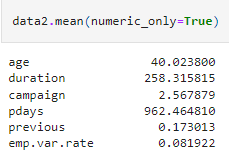 data2.mean(numeric_only=True)
age 40.023800
duration 258.315815
campaign 2.567879
pdays 962.464810
previous 0.173013
emp.var.rate 0.081922